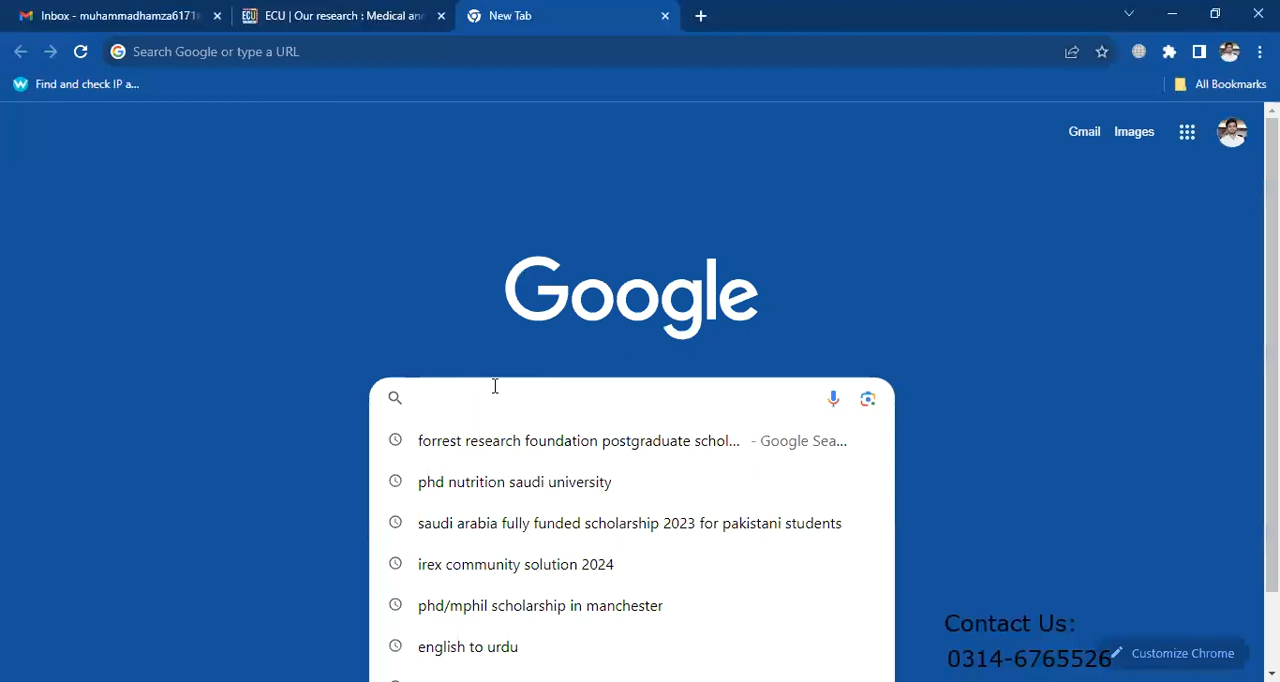 Inbox - muhammadhamza6171
ECU | Our research : Medical an
New Tab
Search Google or type a URL
Find and check IP a...
All Bookmarks
Gmail
Images
Google
forrest research foundation postgraduate schol... - Google Sea...
phd nutrition saudi university
saudi arabia fully funded scholarship 2023 for pakistani students
irex community solution 2024
phd/mphil scholarship in manchester
english to urdu
Contact Us:
0314-6765526
Customize Chrome